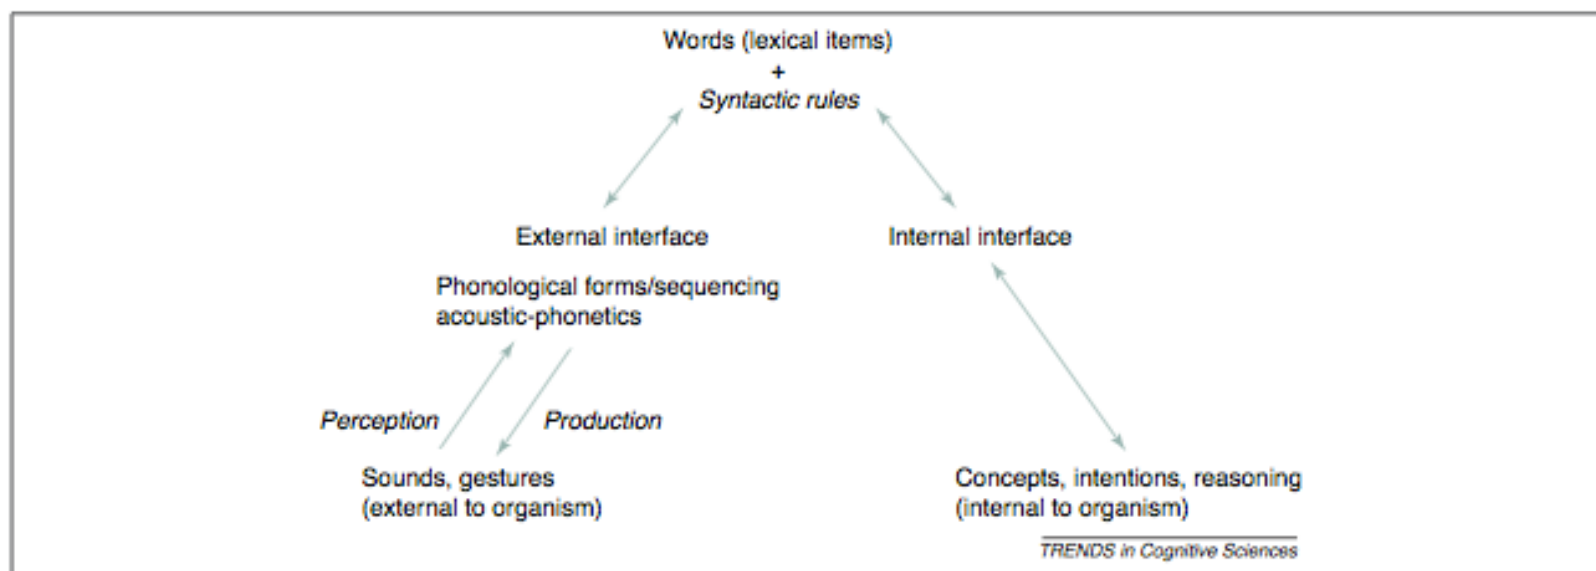 Words (lexical items)
+
Syntactic rules
External interface
Internal interface
Phonological forms/sequencing
acoustic-phonetics
Perception
Production
Sounds, gestures
(external to organism)
Concepts, intentions, reasoning
(internal to organism)
TRENDS in Cognitive Sciences